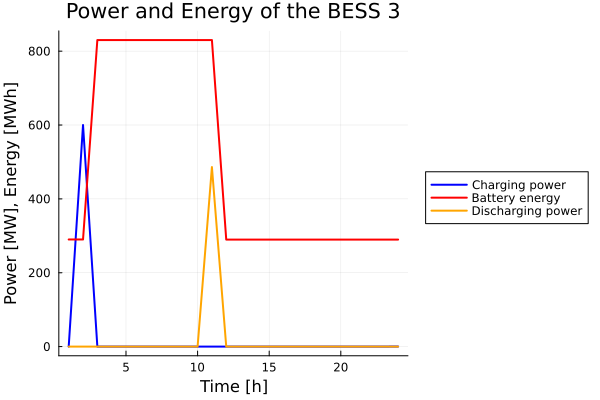 Power and Energy of the BESS 3
Power [MW], Energy [MWh]
800
600
400
200
0
5
10
15
20
Time [h]
Charging power
Battery energy
Discharging power